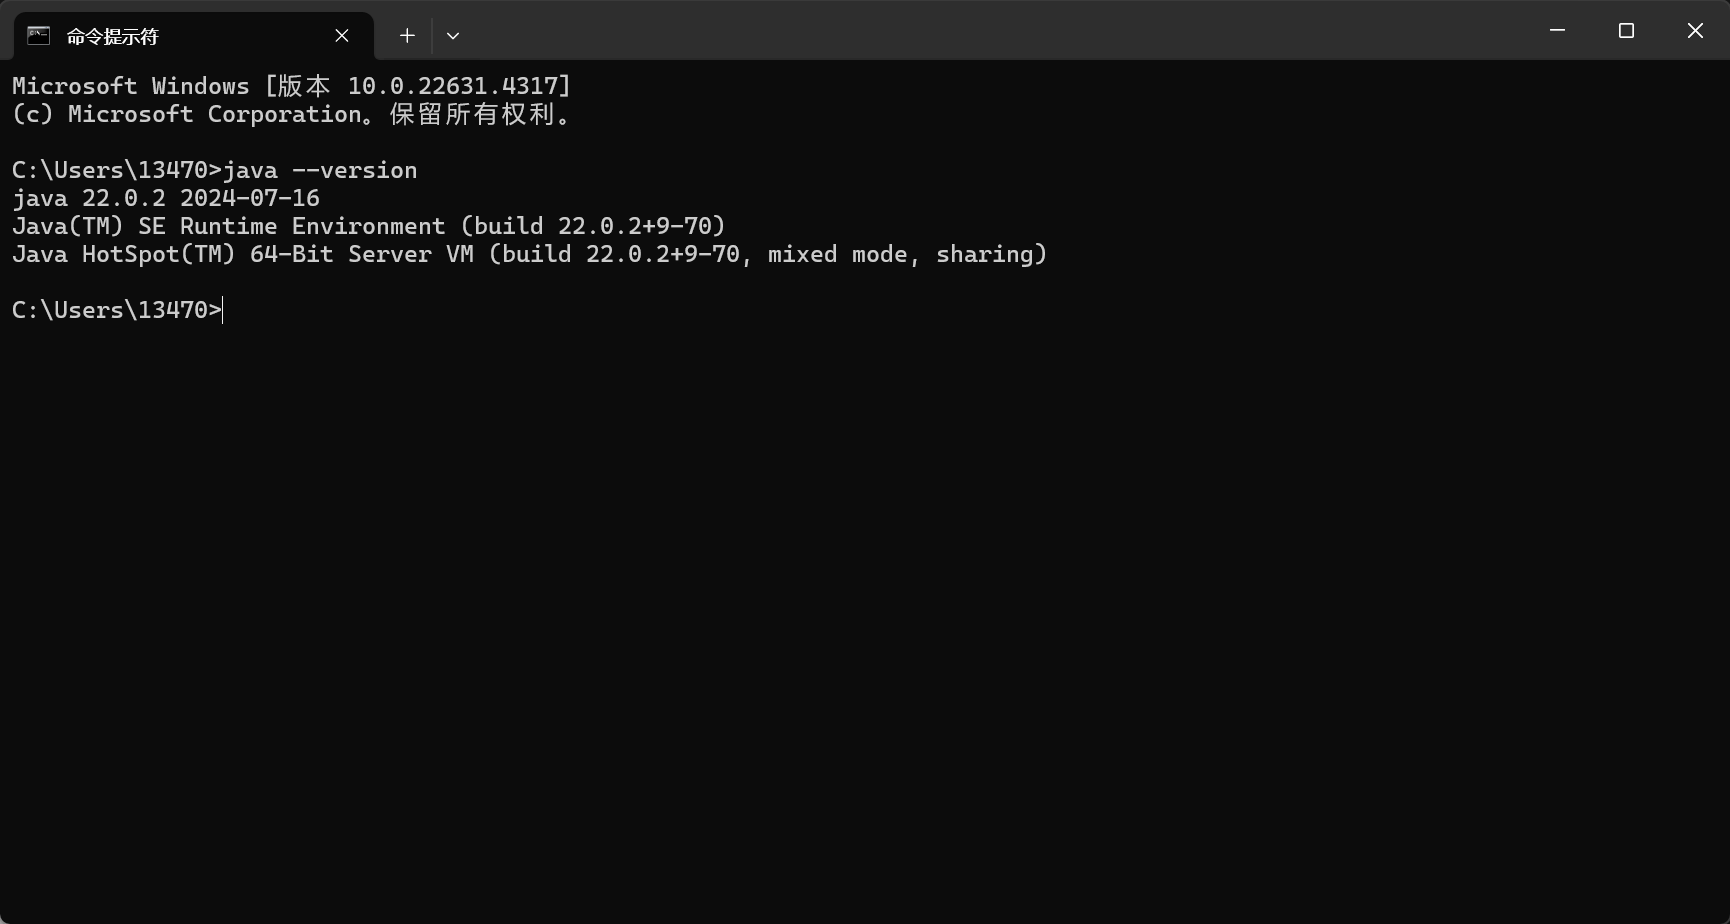 命令提示符
Microsoft Windows [版本 10.0.22631.4317]
(c) Microsoft Corporation。保留所有权利。
C:\Users\13470>java --version
java 22.0.2 2024-07-16
Java(TM) SE Runtime Environment (build 22.0.2+9-70)
Java HotSpot(TM) 64-Bit Server VM (build 22.0.2+9-70, mixed mode, sharing)
C:\Users\13470>